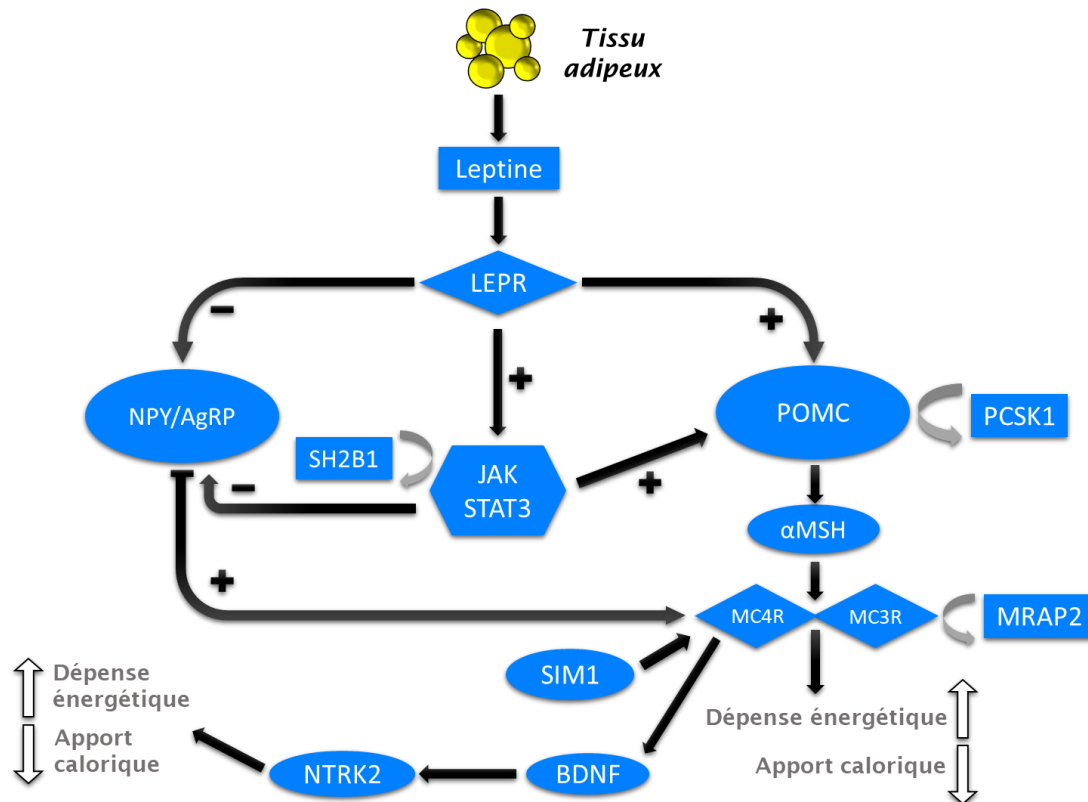 Tissu
adipeux
Leptine
LEPR
−
+
+
NPY/AgRP
POMC
PCSK1
SH2B1
JAK
STAT3
−
+
αMSH
+
MC4R
MC3R
MRAP2
SIM1
Dépense
énergétique
Apport
calorique
Dépense énergétique
Apport calorique
NTRK2
BDNF